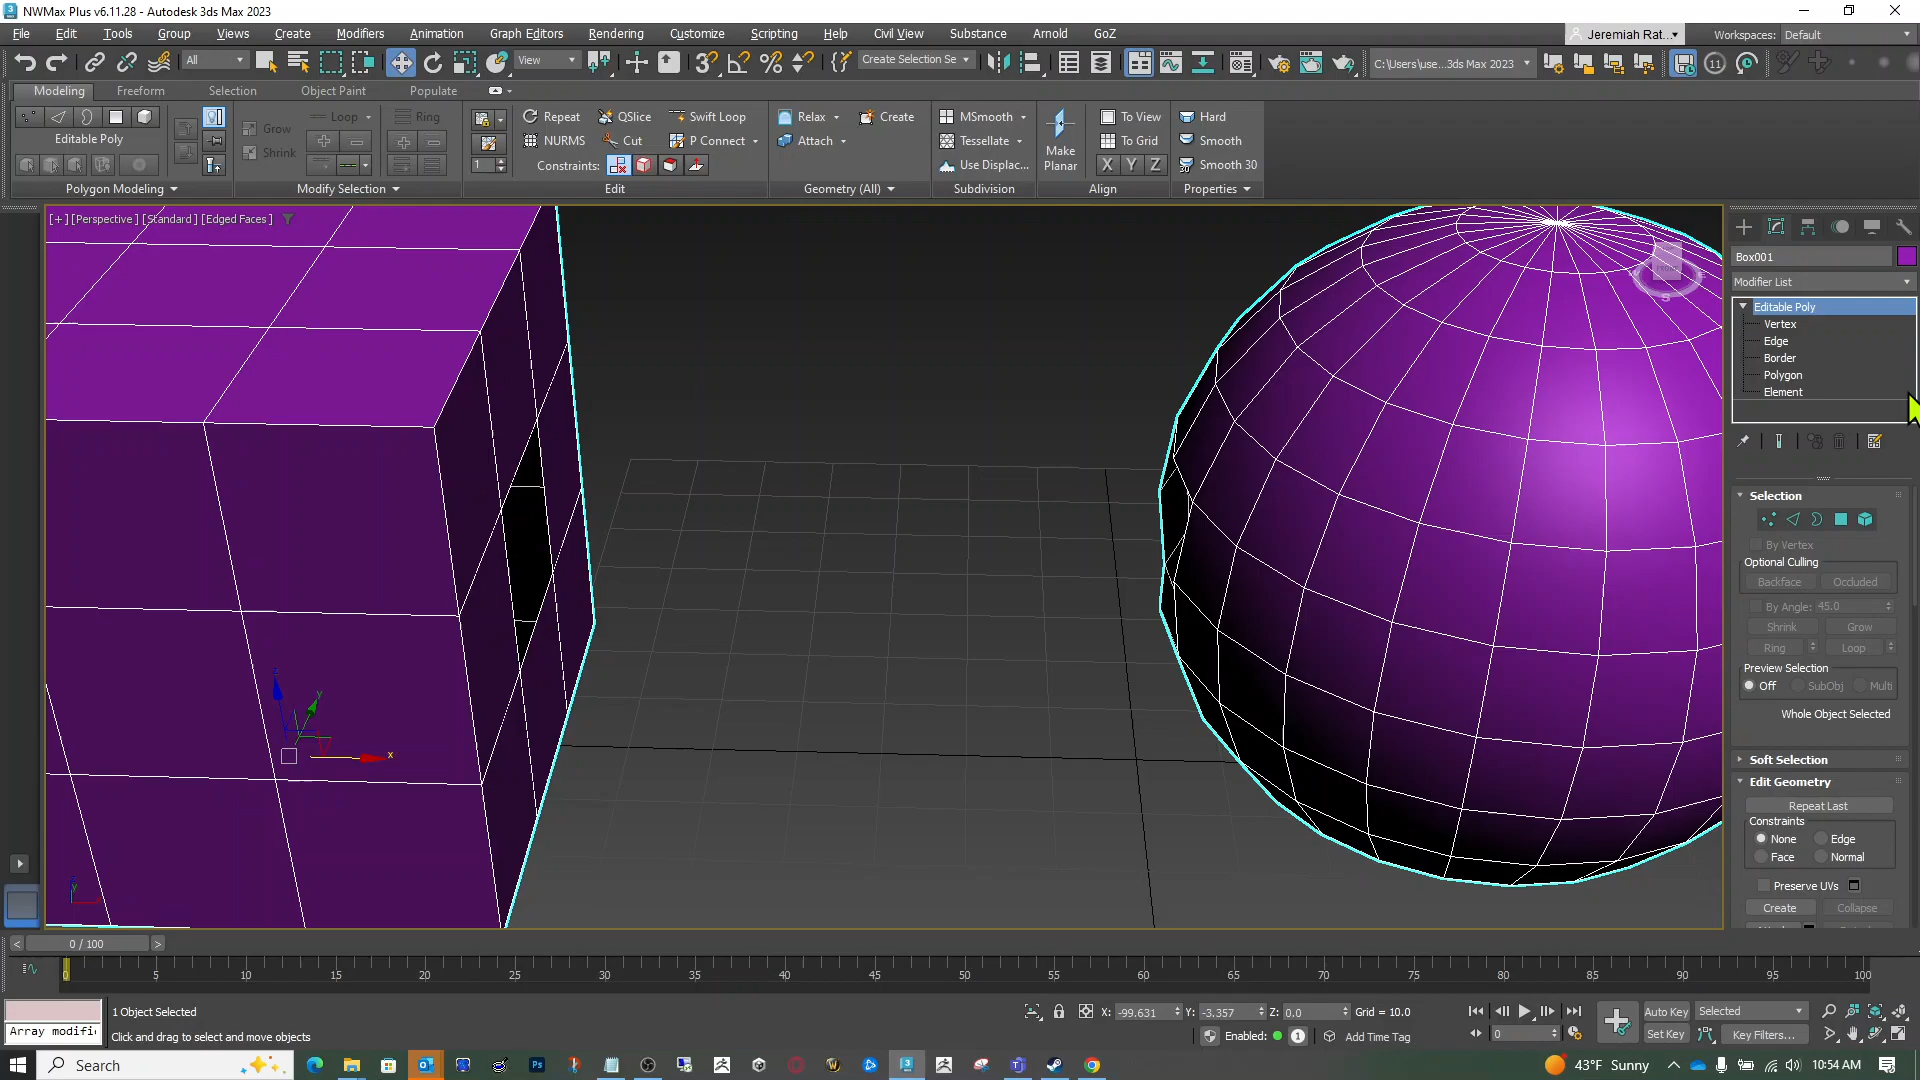 NWMax Plus v6.11.28 - Autodesk 3ds Max 2023
File Edit Tools Group Views Create Modifiers Animation Graph Editors Rendering Customize Scripting Help Civil View Substance Arnold GoZ Jeremiah Rat... Workspaces: Default
All View Create Selection Se C:\Users\use...3ds Max 2023 11
Modeling Freeform Selection Object Paint Populate
Loop Ring Repeat QSlice Swift Loop Relax Create MSmooth To View Hard
Editable Poly Grow NURMS Cut P Connect Attach Tessellate Make Planar To Grid Smooth
Shrink 1 Constraints: Use Displac... X Y Z Smooth 30
Polygon Modeling Modify Selection Edit Geometry (All) Subdivision Align Properties
[+] [Perspective ] [Standard ] [Edged Faces ]
Box001
Modifier List
Editable Poly
Vertex
Edge
Border
Polygon
Element
Selection
By Vertex
Optional Culling
Backface Occluded
By Angle: 45.0
Shrink Grow
Ring Loop
Preview Selection
Off SubObj Multi
Whole Object Selected
Soft Selection
Edit Geometry
Repeat Last
Constraints
None Edge
Face Normal
Preserve UVs
Create Collapse
z y x
0 / 100
0 5 10 15 20 25 30 35 40 45 50 55 60 65 70 75 80 85 90 95 100
1 Object Selected X: -99.631 Y: -3.357 Z: 0.0 Grid = 10.0 Auto Key Selected
Array modifi
Click and drag to select and move objects Enabled: 1 Add Time Tag 0 Set Key Key Filters...
Search 43°F Sunny 10:54 AM